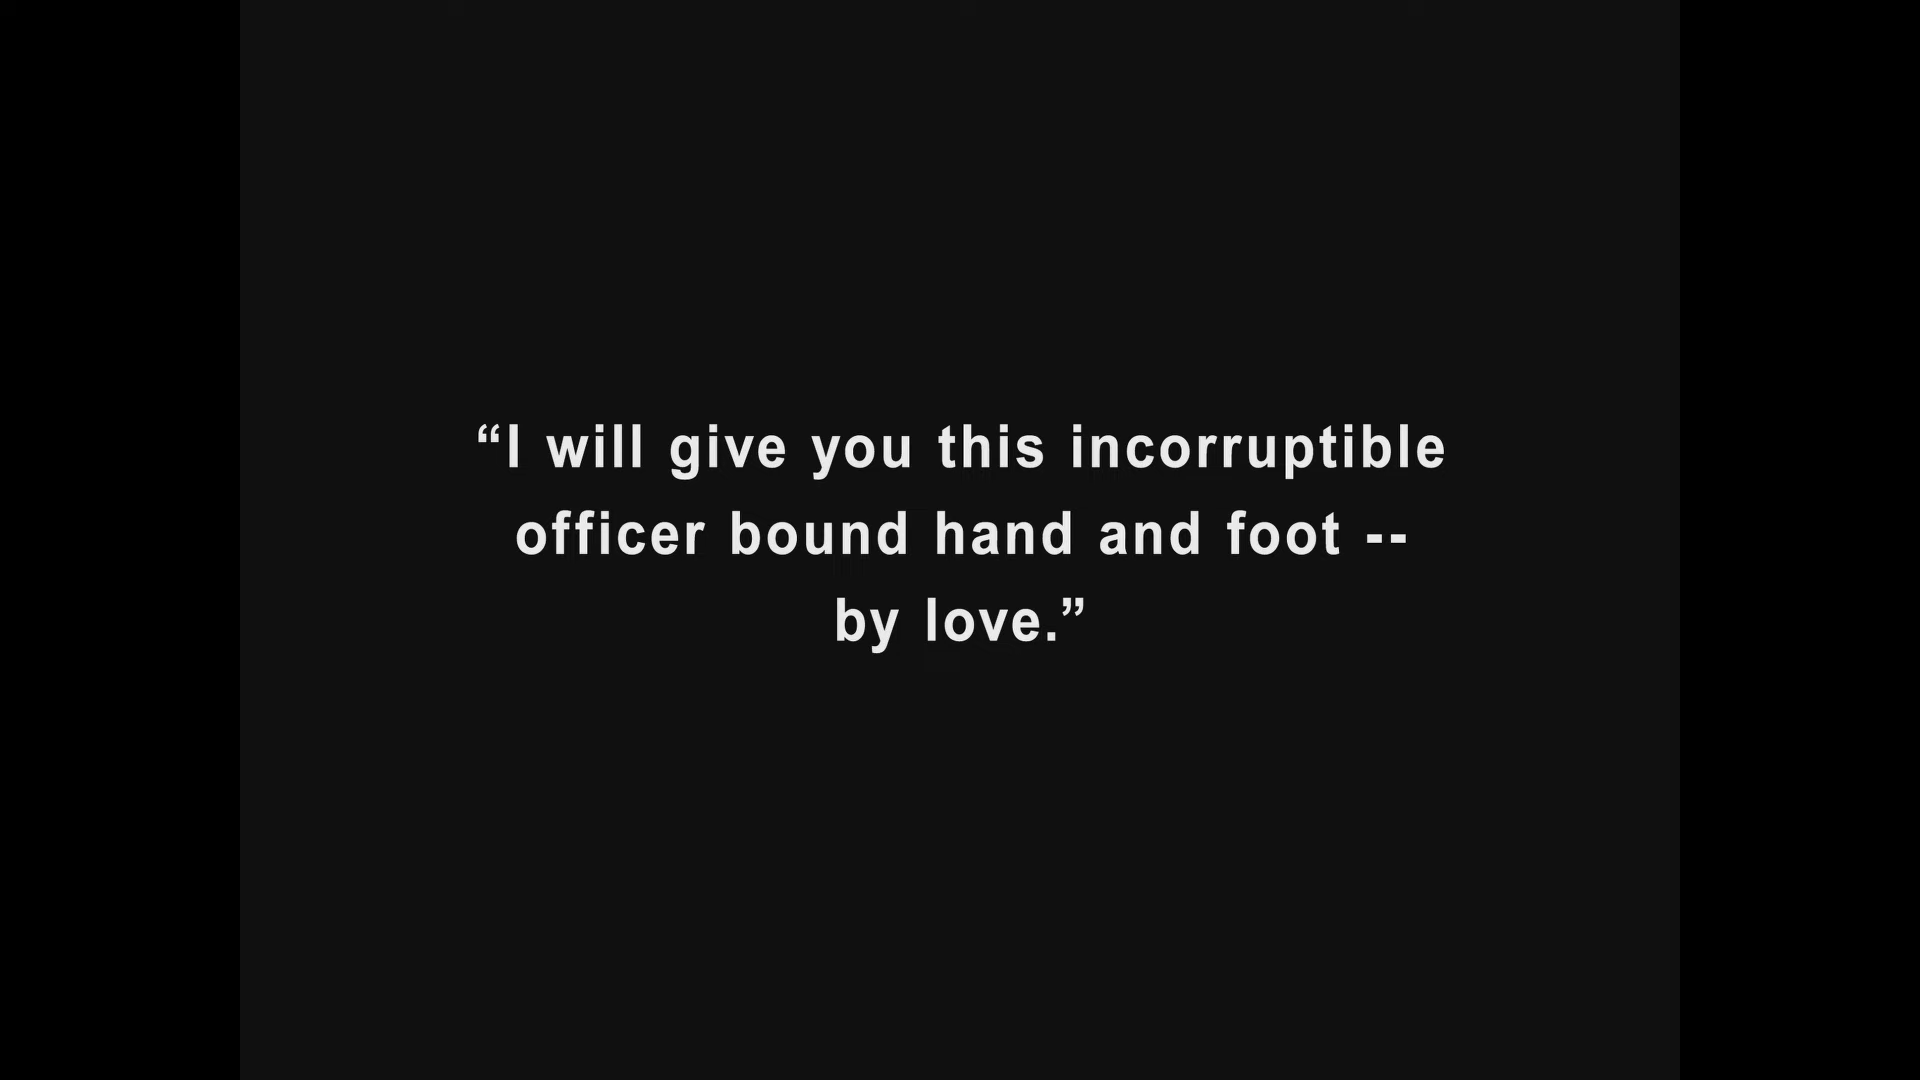 “I will give you this incorruptible
officer bound hand and foot --
by love.”